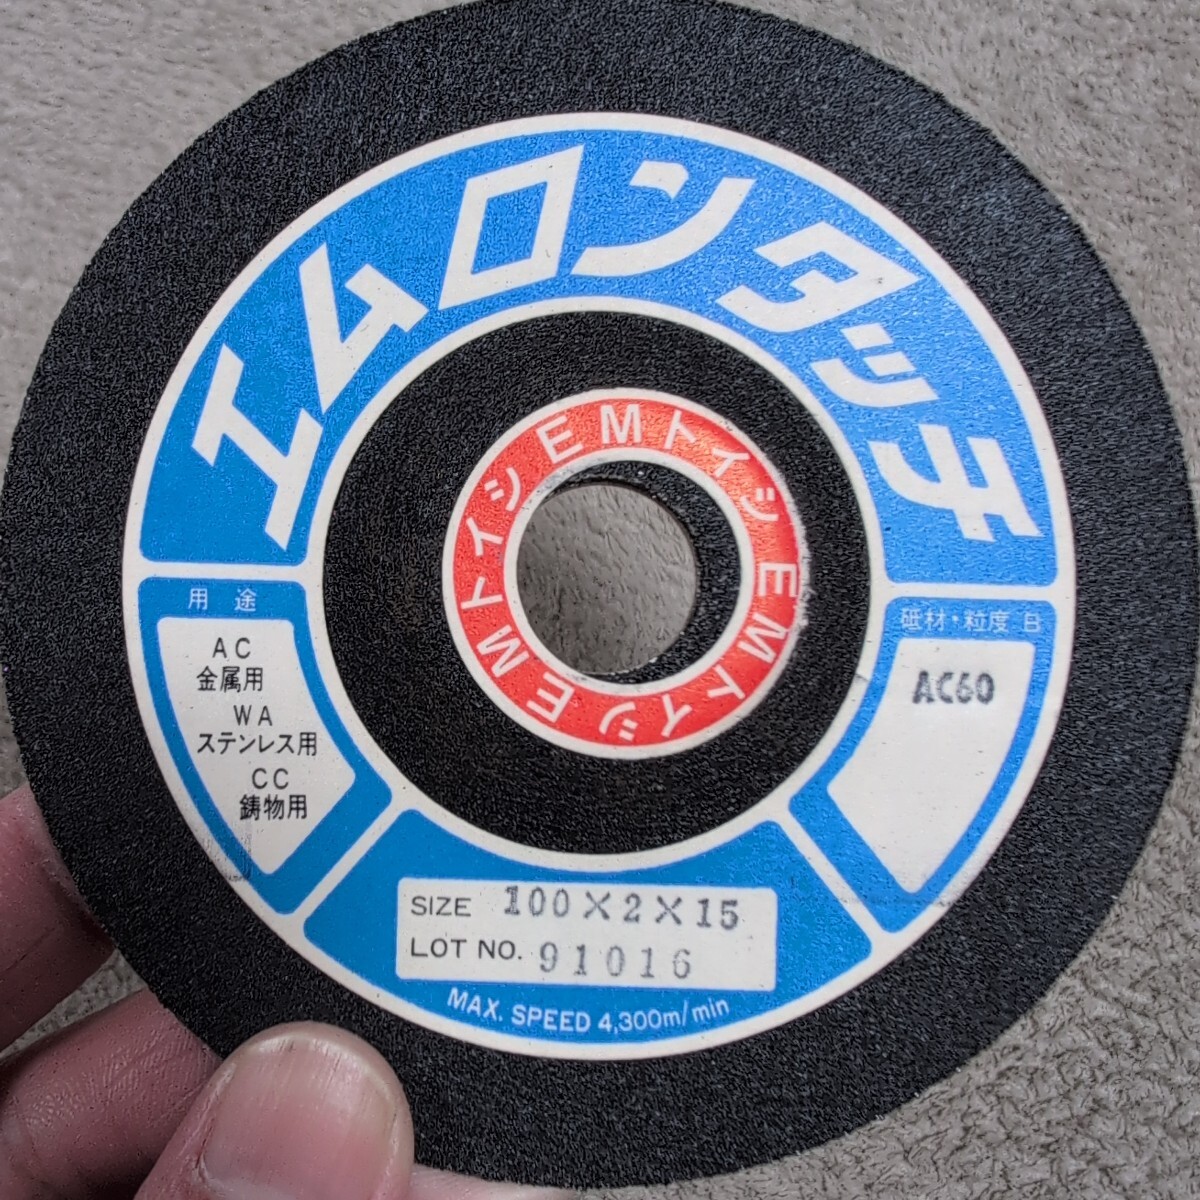 エムロンタッチ
EMトイシEMトイシEMトイシ
用途
AC
金属用
WA
ステンレス用
CC
鋳物用
砥材・粒度 B
AC60
SIZE 100×2×15
LOT NO. 91016
MAX. SPEED 4,300m/min